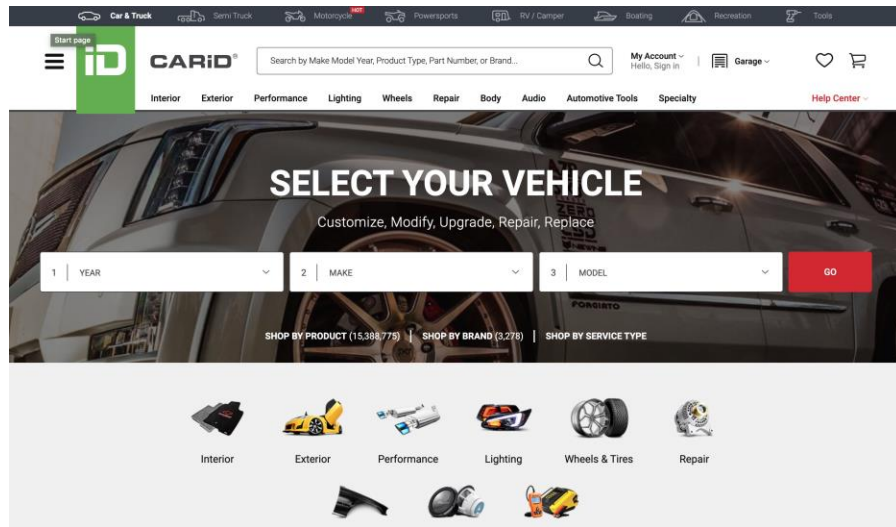 Car & Truck Semi Truck Motorcycle HOT Powersports RV / Camper Boating Recreation Tools
Start page
iD CARiD® Search by Make Model Year, Product Type, Part Number, or Brand... My Account Hello, Sign in Garage
Interior Exterior Performance Lighting Wheels Repair Body Audio Automotive Tools Specialty Help Center
SELECT YOUR VEHICLE
Customize, Modify, Upgrade, Repair, Replace
1 YEAR 2 MAKE 3 MODEL GO
FORGIATO
SHOP BY PRODUCT (15,388,775) SHOP BY BRAND (3,278) SHOP BY SERVICE TYPE
Interior Exterior Performance Lighting Wheels & Tires Repair